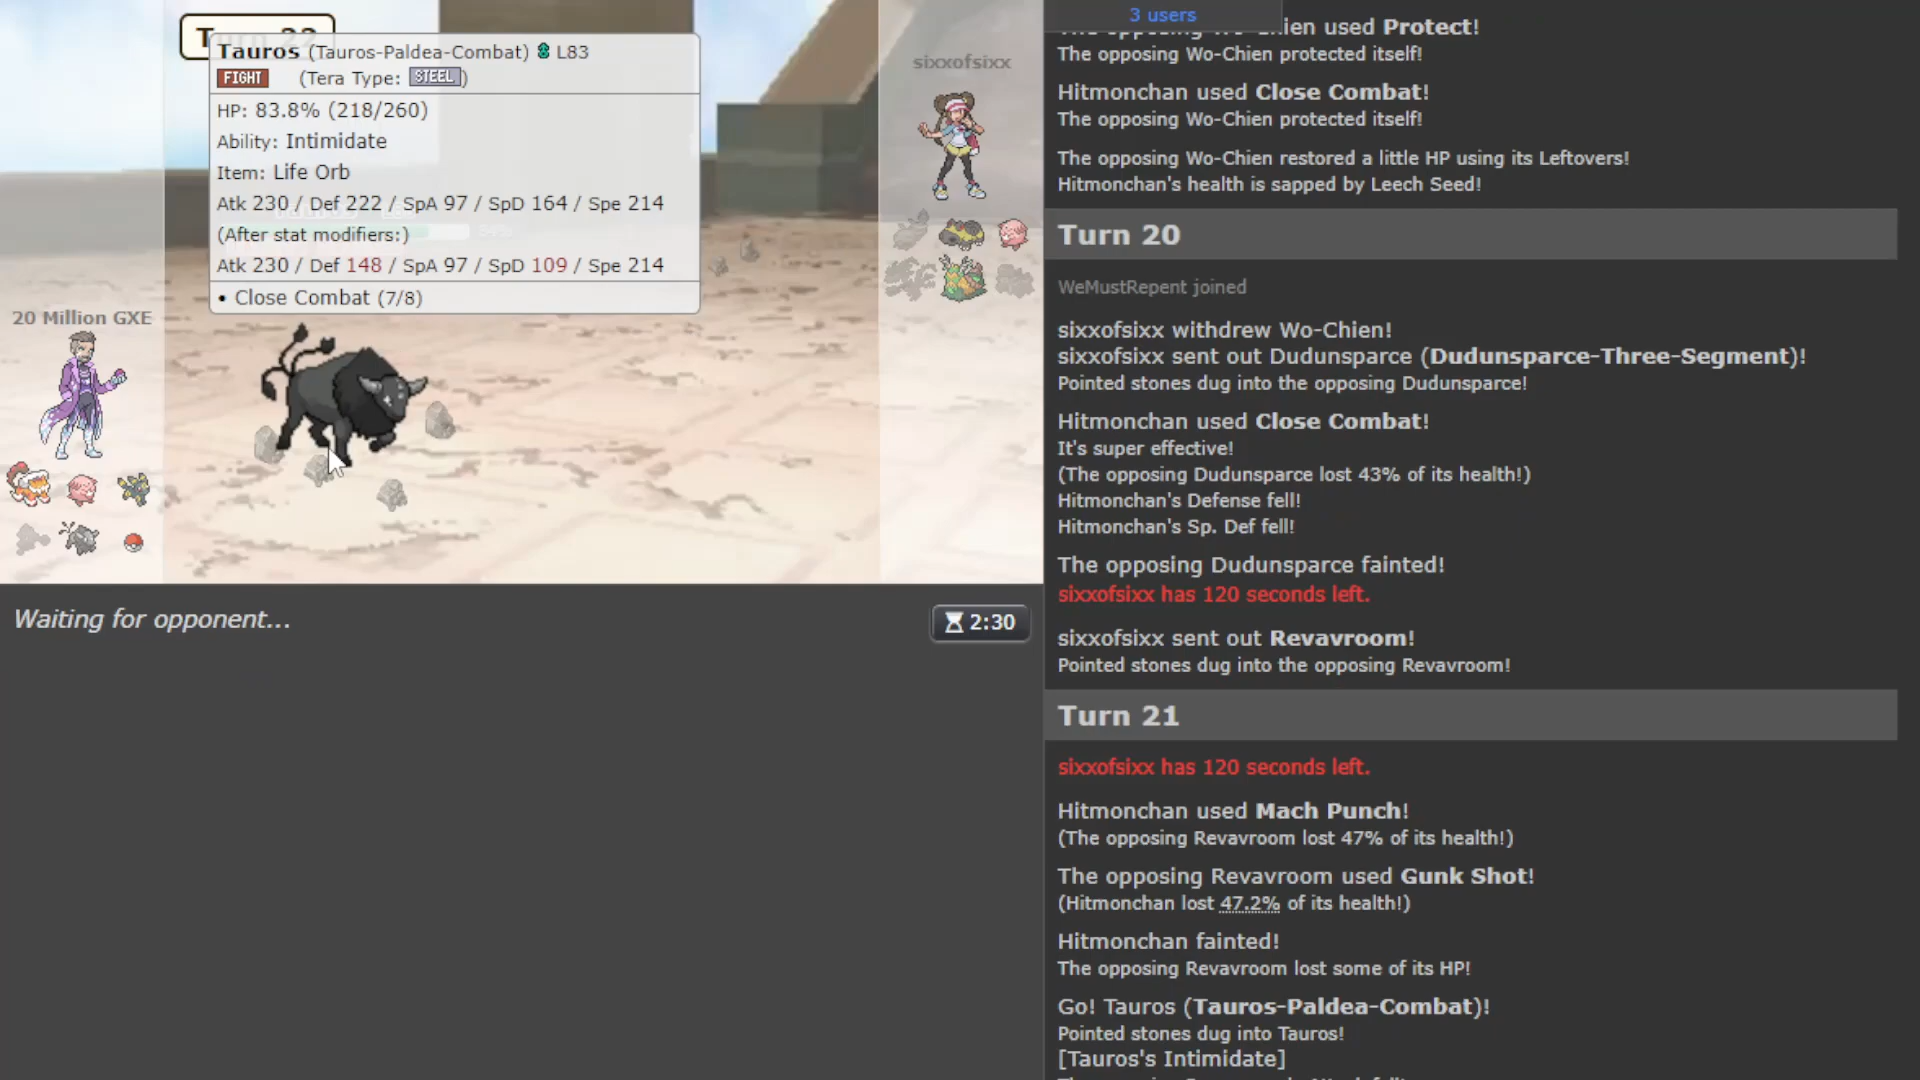 Turn 22
Tauros (Tauros-Paldea-Combat) L83
FIGHT (Tera Type: STEEL)
HP: 83.8% (218/260)
Ability: Intimidate
Item: Life Orb
Atk 230 / Def 222 / SpA 97 / SpD 164 / Spe 214
(After stat modifiers:)
Atk 230 / Def 148 / SpA 97 / SpD 109 / Spe 214
• Close Combat (7/8)
20 Million GXE
sixxofsixx
Waiting for opponent...
2:30
3 users
Wo-Chien used Protect!
The opposing Wo-Chien protected itself!
Hitmonchan used Close Combat!
The opposing Wo-Chien protected itself!
The opposing Wo-Chien restored a little HP using its Leftovers!
Hitmonchan's health is sapped by Leech Seed!
Turn 20
WeMustRepent joined
sixxofsixx withdrew Wo-Chien!
sixxofsixx sent out Dudunsparce (Dudunsparce-Three-Segment)!
Pointed stones dug into the opposing Dudunsparce!
Hitmonchan used Close Combat!
It's super effective!
(The opposing Dudunsparce lost 43% of its health!)
Hitmonchan's Defense fell!
Hitmonchan's Sp. Def fell!
The opposing Dudunsparce fainted!
sixxofsixx has 120 seconds left.
sixxofsixx sent out Revavroom!
Pointed stones dug into the opposing Revavroom!
Turn 21
sixxofsixx has 120 seconds left.
Hitmonchan used Mach Punch!
(The opposing Revavroom lost 47% of its health!)
The opposing Revavroom used Gunk Shot!
(Hitmonchan lost 47.2% of its health!)
Hitmonchan fainted!
The opposing Revavroom lost some of its HP!
Go! Tauros (Tauros-Paldea-Combat)!
Pointed stones dug into Tauros!
[Tauros's Intimidate]